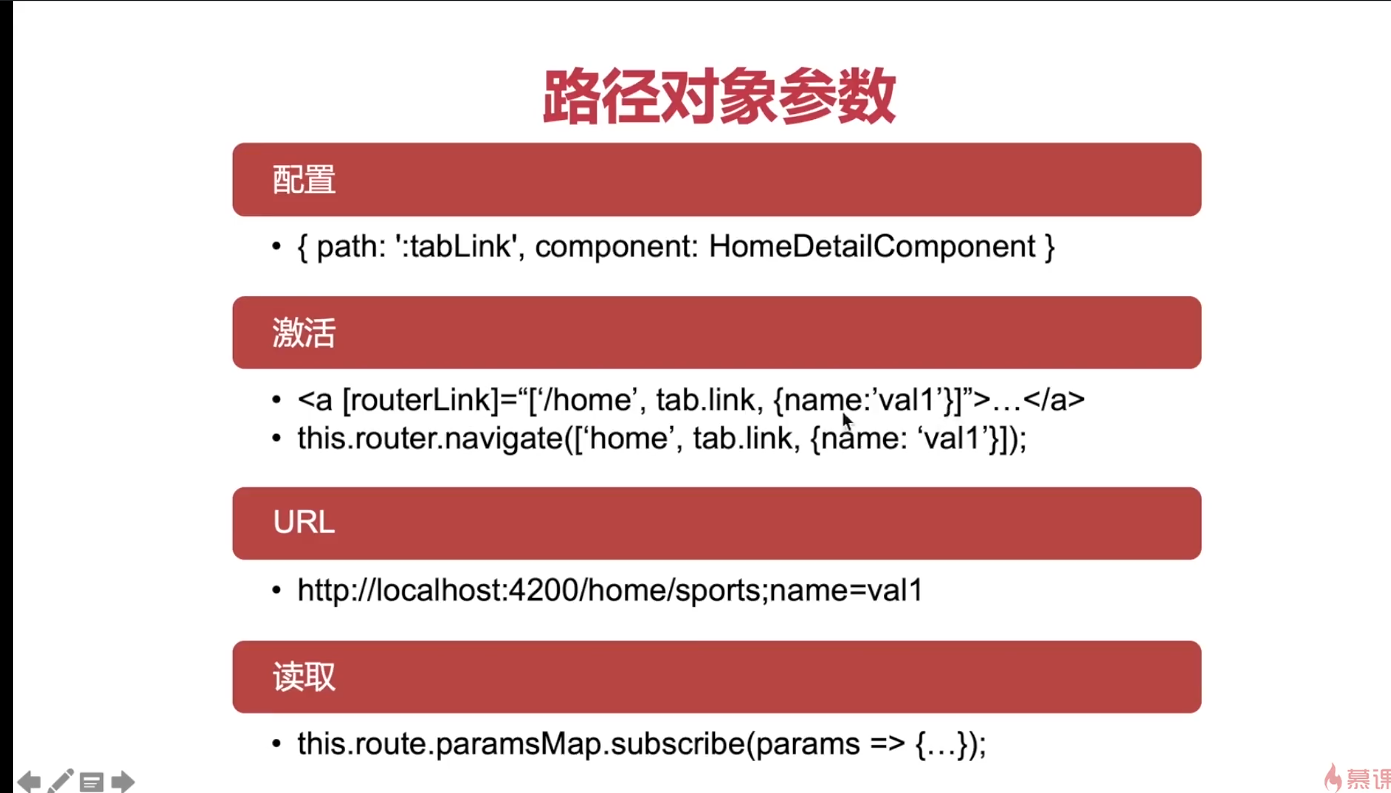 路径对象参数
配置
• { path: ':tabLink', component: HomeDetailComponent }
激活
• <a [routerLink]=“[‘/home’, tab.link, {name:’val1’}]”>…</a>
• this.router.navigate([‘home’, tab.link, {name: ‘val1’}]);
URL
• http://localhost:4200/home/sports;name=val1
读取
• this.route.paramsMap.subscribe(params => {…});
慕课